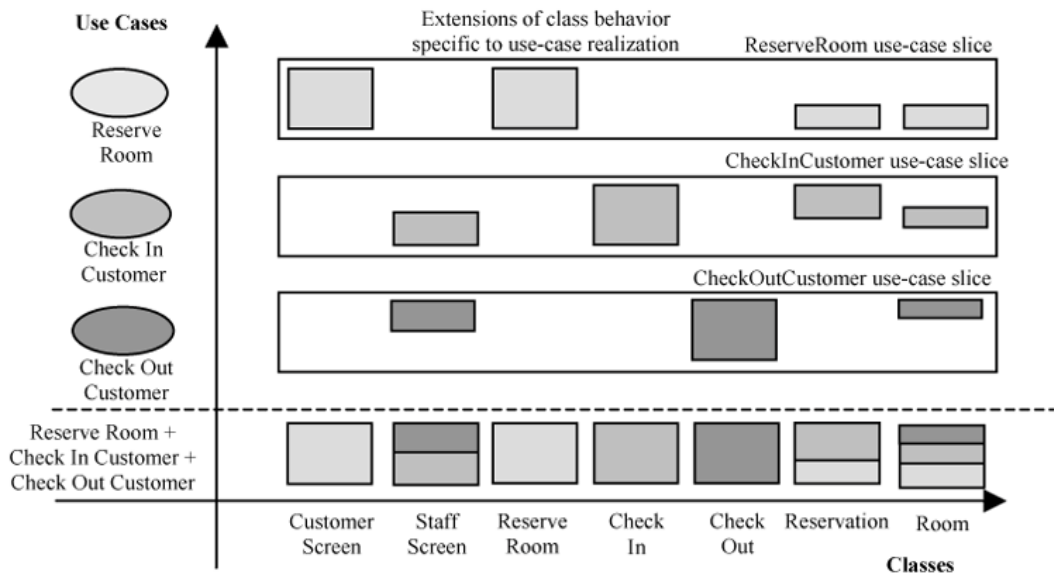 Use Cases
Extensions of class behavior
specific to use-case realization
ReserveRoom use-case slice
Reserve
Room
CheckInCustomer use-case slice
Check In
Customer
CheckOutCustomer use-case slice
Check Out
Customer
Reserve Room +
Check In Customer +
Check Out Customer
Customer
Screen
Staff
Screen
Reserve
Room
Check
In
Check
Out
Reservation
Room
Classes